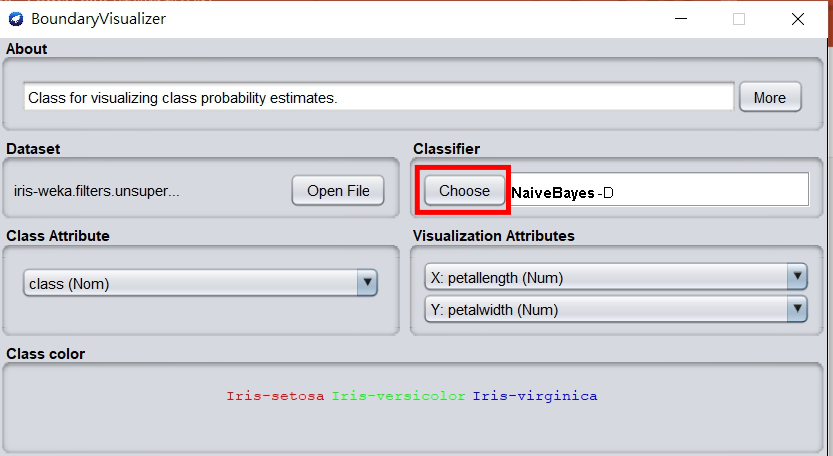 BoundaryVisualizer
About
Class for visualizing class probability estimates.
More
Dataset
Classifier
iris-weka.filters.unsuper...
Open File
Choose
NaiveBayes -D
Class Attribute
Visualization Attributes
class (Nom)
X: petallength (Num)
Y: petalwidth (Num)
Class color
Iris-setosa Iris-versicolor Iris-virginica